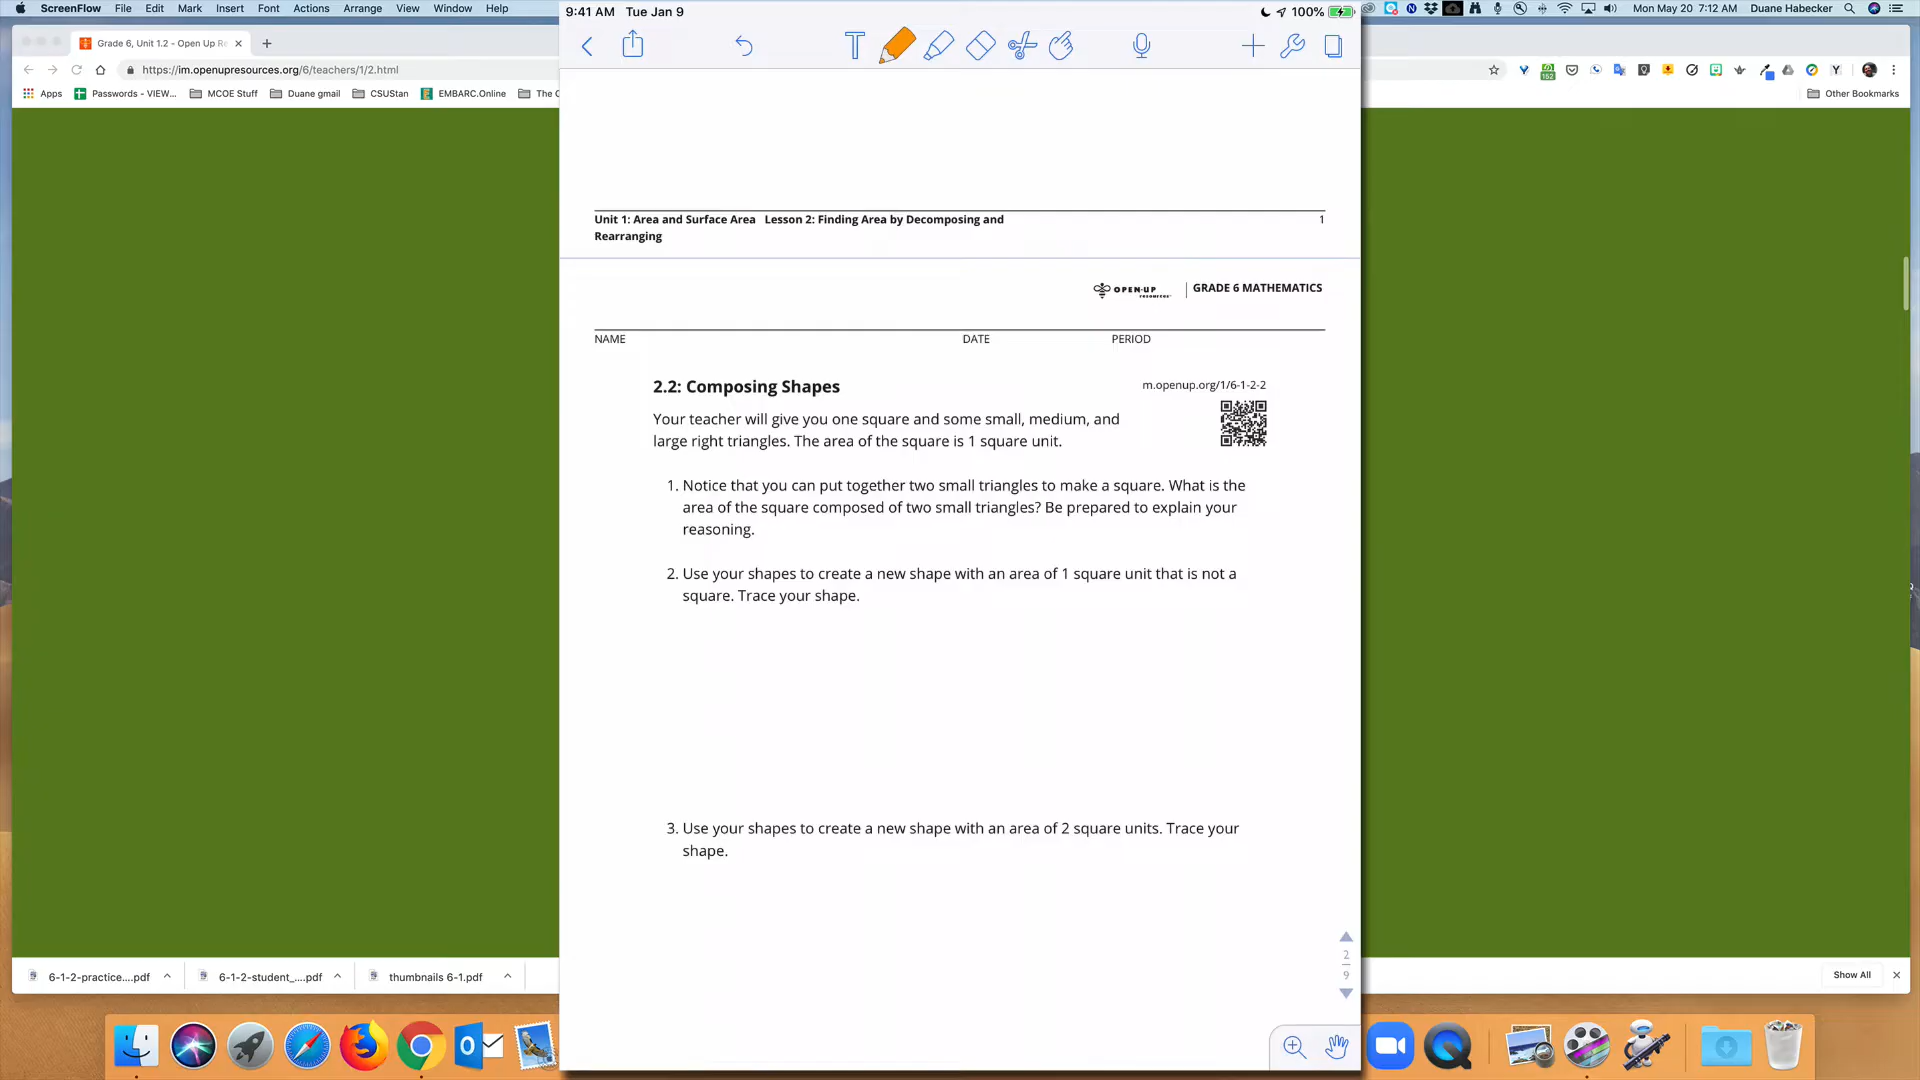 ScreenFlow File Edit Mark Insert Font Actions Arrange View Window Help
9:41 AM Tue Jan 9
100%
Mon May 20 7:12 AM Duane Habecker
Grade 6, Unit 1.2 - Open Up R
https://im.openupresources.org/6/teachers/1/2.html
152
Apps Passwords - VIEW... MCOE Stuff Duane gmail CSUStan EMBARC.Online The C
Other Bookmarks
Unit 1: Area and Surface Area Lesson 2: Finding Area by Decomposing and
Rearranging
1
OPEN-UP
RESOURCES
GRADE 6 MATHEMATICS
NAME DATE PERIOD
2.2: Composing Shapes
m.openup.org/1/6-1-2-2
Your teacher will give you one square and some small, medium, and
large right triangles. The area of the square is 1 square unit.
1. Notice that you can put together two small triangles to make a square. What is the
area of the square composed of two small triangles? Be prepared to explain your
reasoning.
2. Use your shapes to create a new shape with an area of 1 square unit that is not a
square. Trace your shape.
3. Use your shapes to create a new shape with an area of 2 square units. Trace your
shape.
2
9
6-1-2-practice....pdf
6-1-2-student_....pdf
thumbnails 6-1.pdf
Show All